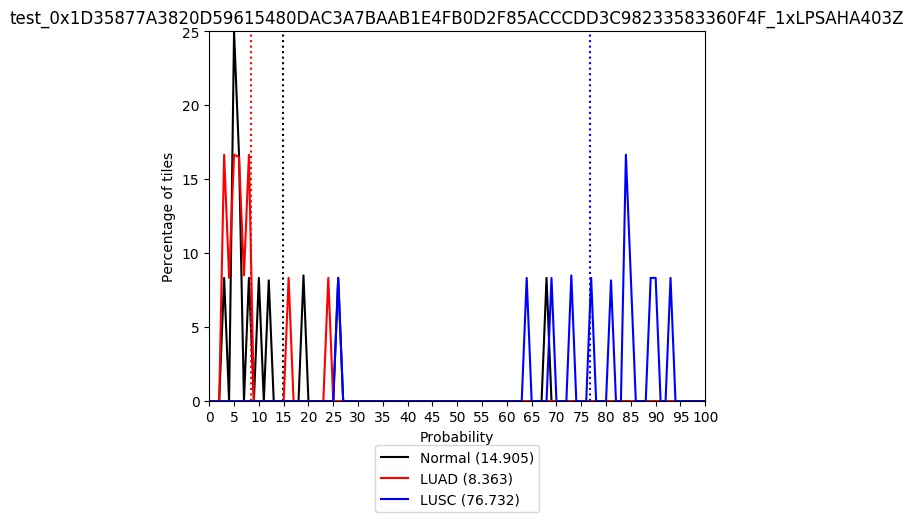 test_0x1D35877A3820D59615480DAC3A7BAAB1E4FB0D2F85ACCCDD3C98233583360F4F_1xLPSAHA403Z
25
20
15
10
5
0
Percentage of tiles
0 5 10 15 20 25 30 35 40 45 50 55 60 65 70 75 80 85 90 95 100
Probability
Normal (14.905)
LUAD (8.363)
LUSC (76.732)